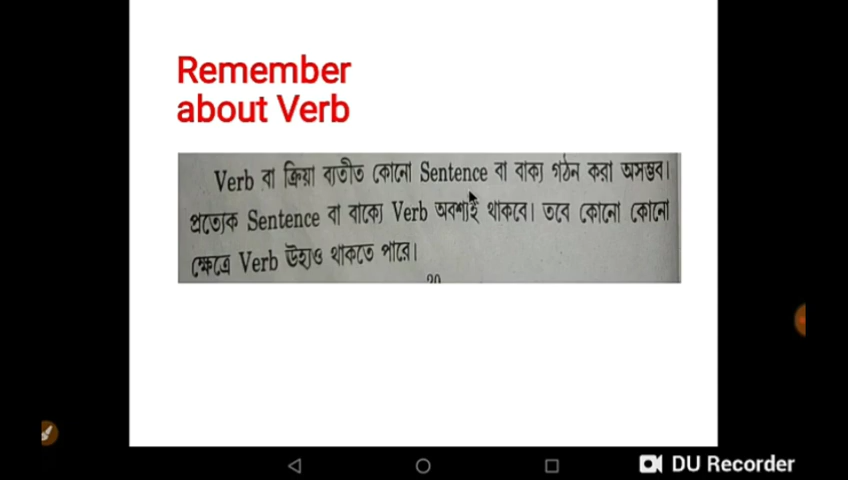 Remember
about Verb
Verb বা ক্রিয়া ব্যতীত কোনো Sentence বা বাক্য গঠন করা অসম্ভব।
প্রত্যেক Sentence বা বাক্যে Verb অবশ্যই থাকবে। তবে কোনো কোনো
ক্ষেত্রে Verb উহ্যও থাকতে পারে।
DU Recorder